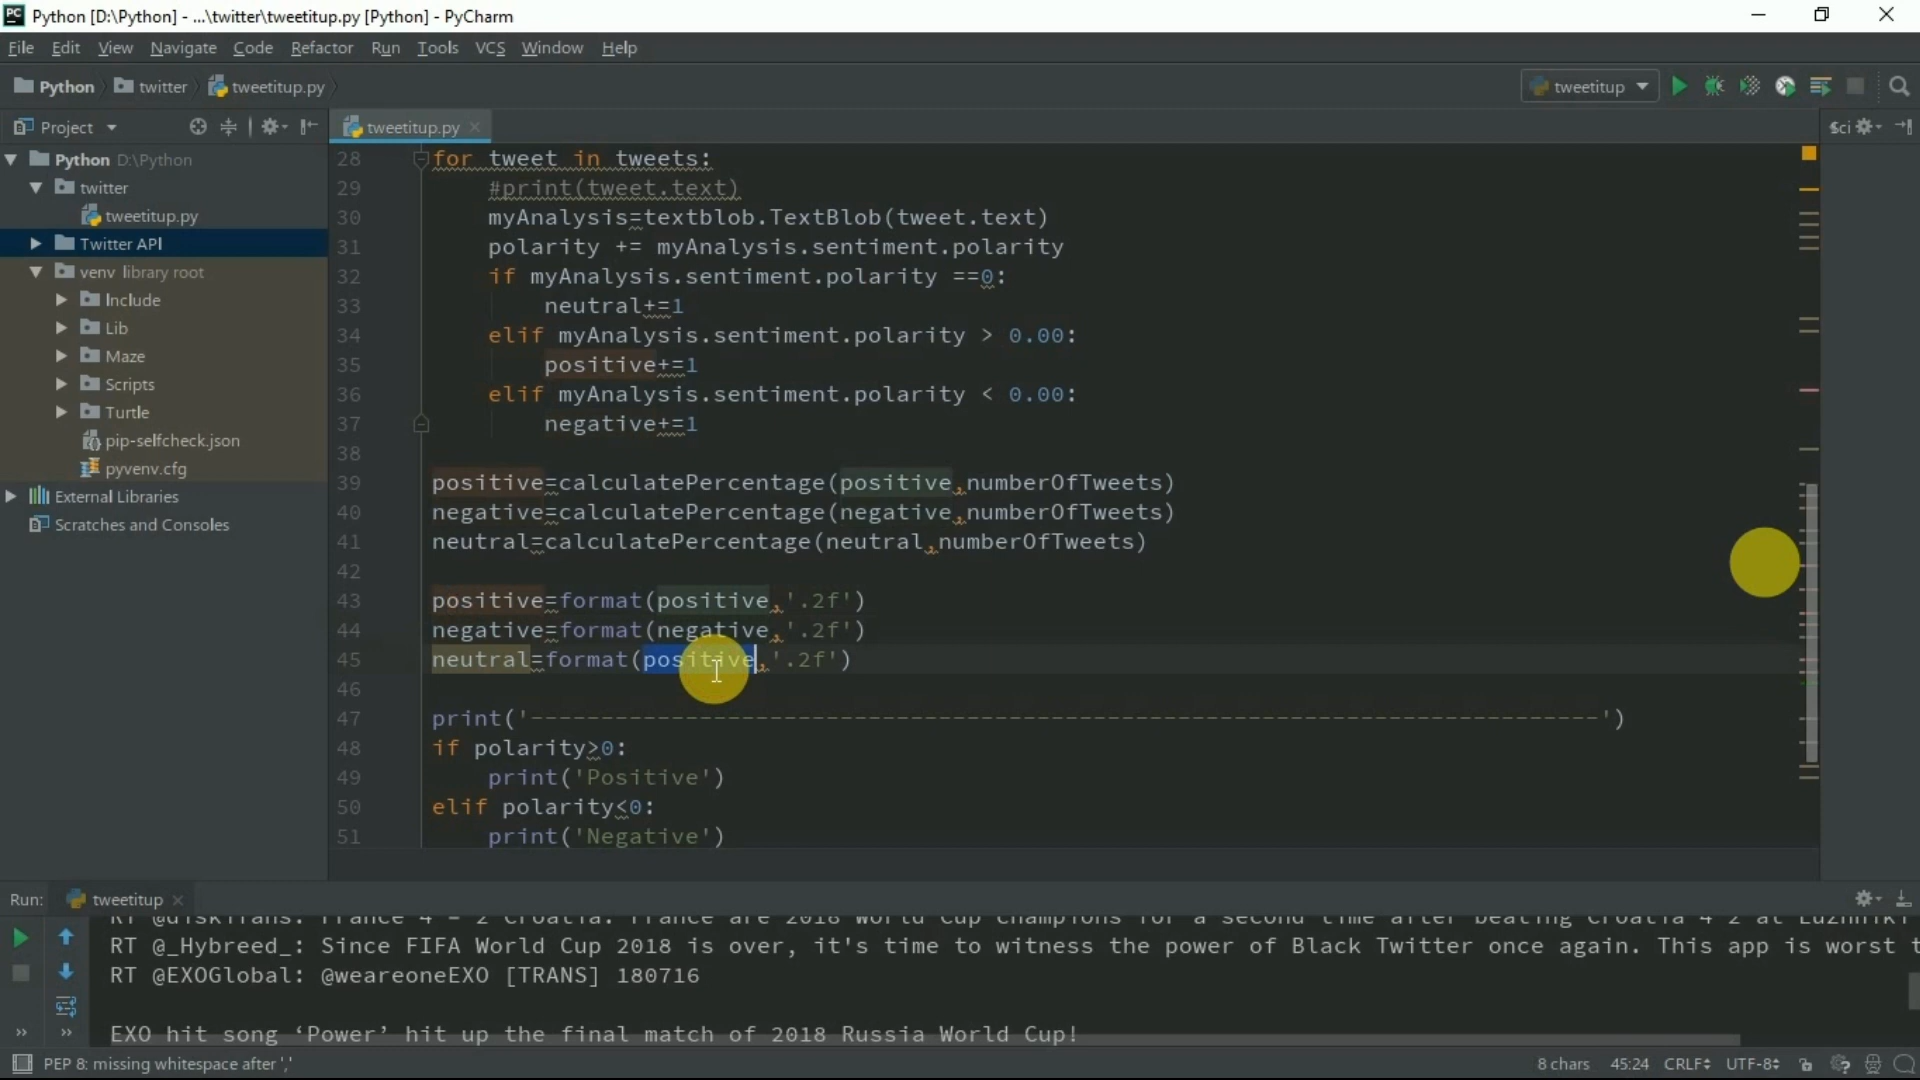 Python [D:\Python] - ...\twitter\tweetitup.py [Python] - PyCharm
File Edit View Navigate Code Refactor Run Tools VCS Window Help
Python twitter tweetitup.py tweetitup
Project tweetitup.py Sci
Python D:\Python
twitter
tweetitup.py
Twitter API
venv library root
Include
Lib
Maze
Scripts
Turtle
pip-selfcheck.json
pyvenv.cfg
External Libraries
Scratches and Consoles
28 for tweet in tweets:
29 #print(tweet.text)
30 myAnalysis=textblob.TextBlob(tweet.text)
31 polarity += myAnalysis.sentiment.polarity
32 if myAnalysis.sentiment.polarity ==0:
33 neutral+=1
34 elif myAnalysis.sentiment.polarity > 0.00:
35 positive+=1
36 elif myAnalysis.sentiment.polarity < 0.00:
37 negative+=1
38
39 positive=calculatePercentage(positive,numberOfTweets)
40 negative=calculatePercentage(negative,numberOfTweets)
41 neutral=calculatePercentage(neutral,numberOfTweets)
42
43 positive=format(positive,'.2f')
44 negative=format(negative,'.2f')
45 neutral=format(positive,'.2f')
46
47 print('----------------------------------------------------------------------------')
48 if polarity>0:
49 print('Positive')
50 elif polarity<0:
51 print('Negative')
Run: tweetitup
France 4 - 2 Croatia. France are 2018 World Cup Champions for a second time after beating Croatia 4 2 at
RT @_Hybreed_: Since FIFA World Cup 2018 is over, it's time to witness the power of Black Twitter once again. This app is worst t
RT @EXOGlobal: @weareoneEXO [TRANS] 180716
EXO hit song ‘Power’ hit up the final match of 2018 Russia World Cup!
PEP 8: missing whitespace after ',' 8 chars 45:24 CRLF UTF-8